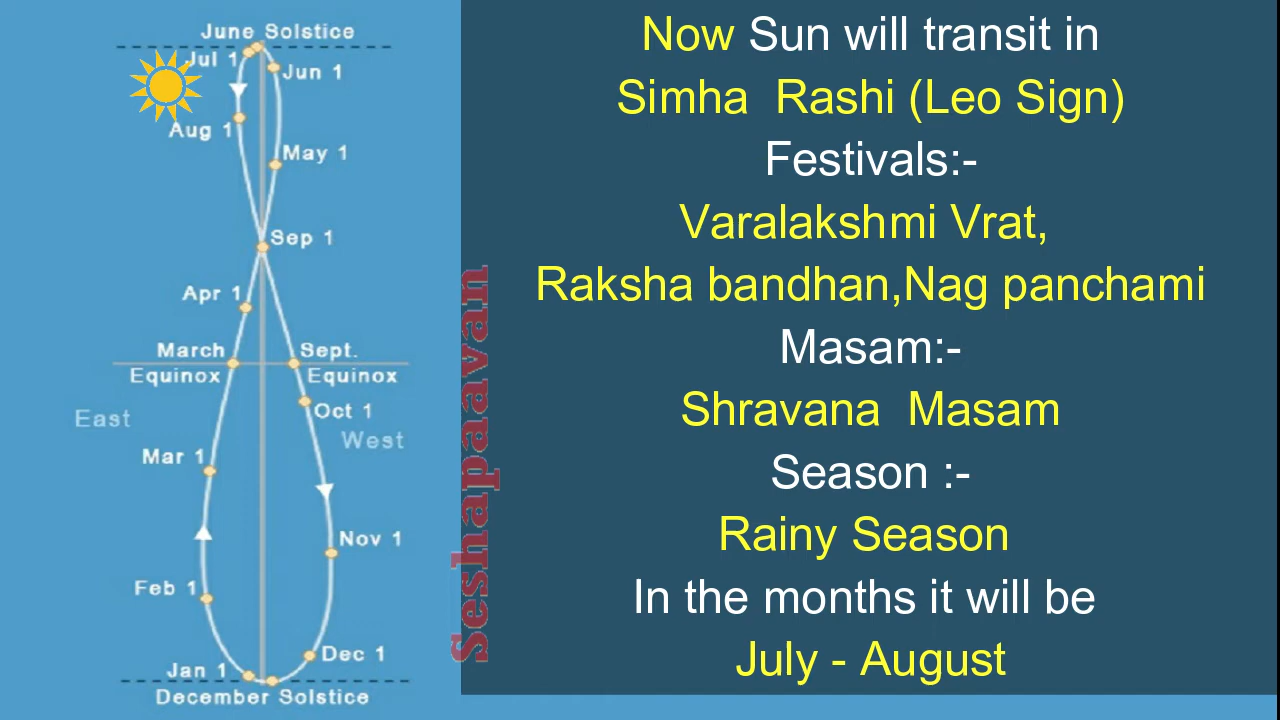 June Solstice
Jul 1
Jun 1
Aug 1
May 1
Sep 1
Apr 1
March
Equinox
Sept.
Equinox
Oct 1
East
West
Mar 1
Nov 1
Feb 1
Dec 1
Jan 1
December Solstice
Seshapaavan
Now Sun will transit in
Simha Rashi (Leo Sign)
Festivals:-
Varalakshmi Vrat,
Raksha bandhan,Nag panchami
Masam:-
Shravana Masam
Season :-
Rainy Season
In the months it will be
July - August